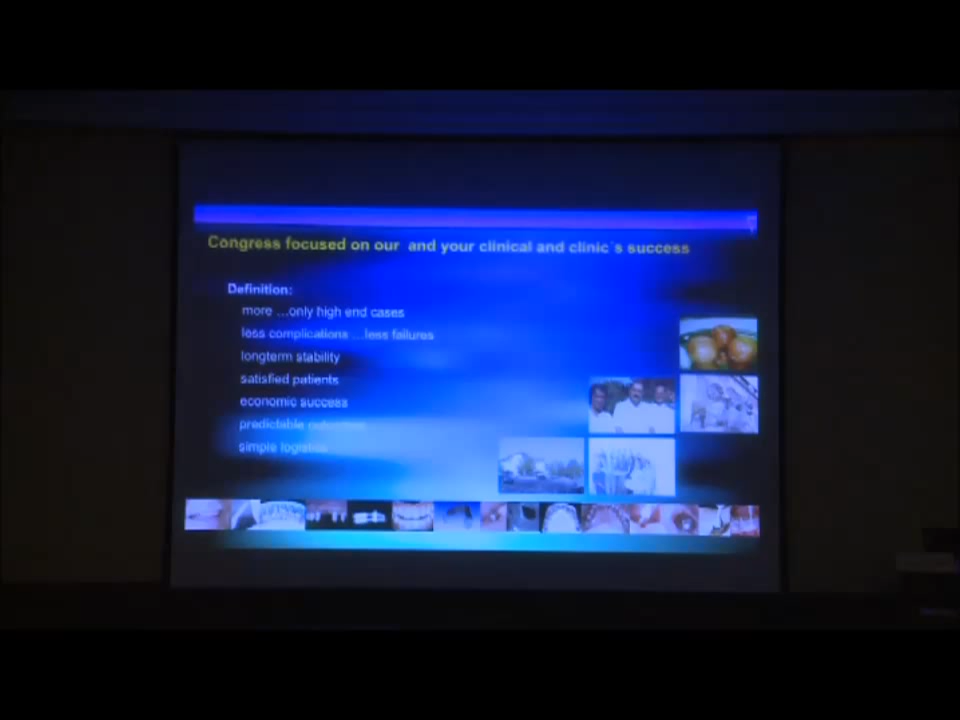 Congress focused on our and your clinical and clinic´s success
Definition:
more ...only high end cases
less complications ...less failures
longterm stability
satisfied patients
economic success
predictable
simple logistics